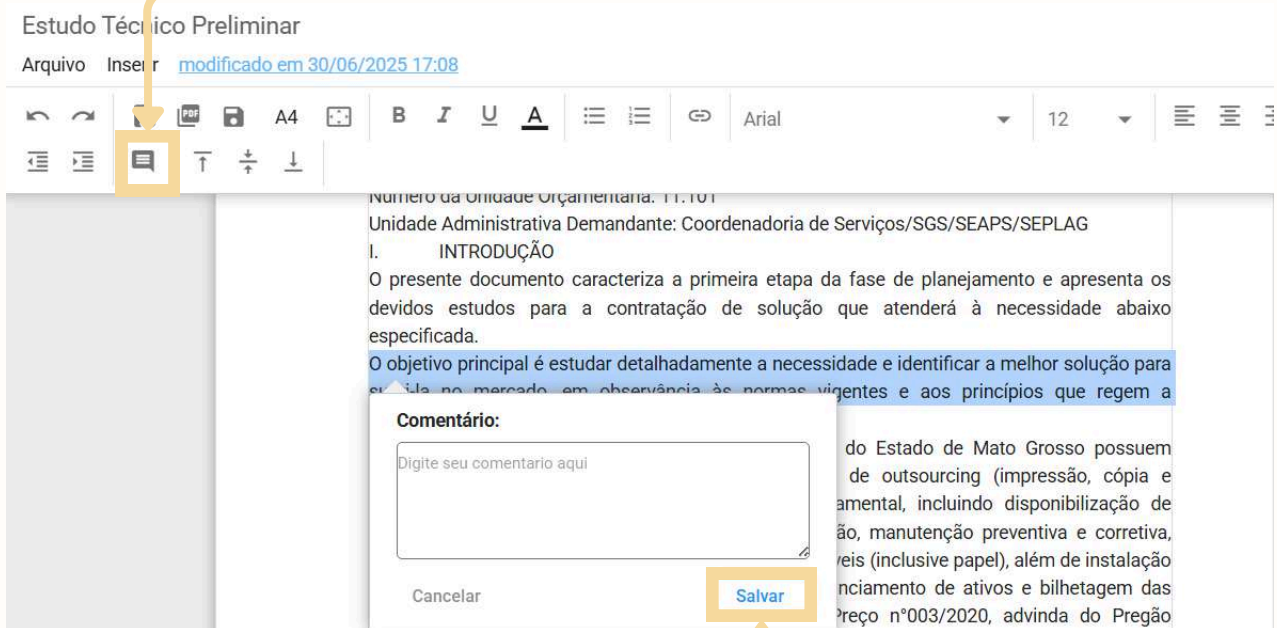 Estudo Técnico Preliminar
Arquivo Inserir modificado em 30/06/2025 17:08
PDF A4 B I U A Arial 12
Número da Unidade Orçamentária: 11.101
Unidade Administrativa Demandante: Coordenadoria de Serviços/SGS/SEAPS/SEPLAG
I. INTRODUÇÃO
O presente documento caracteriza a primeira etapa da fase de planejamento e apresenta os
devidos estudos para a contratação de solução que atenderá à necessidade abaixo
especificada.
O objetivo principal é estudar detalhadamente a necessidade e identificar a melhor solução para
supri-la no mercado em observância às normas vigentes e aos princípios que regem a
Comentário:
Digite seu comentario aqui
Cancelar
Salvar
do Estado de Mato Grosso possuem
de outsourcing (impressão, cópia e
amental, incluindo disponibilização de
ão, manutenção preventiva e corretiva,
veis (inclusive papel), além de instalação
nciamento de ativos e bilhetagem das
Preço n°003/2020, advinda do Pregão